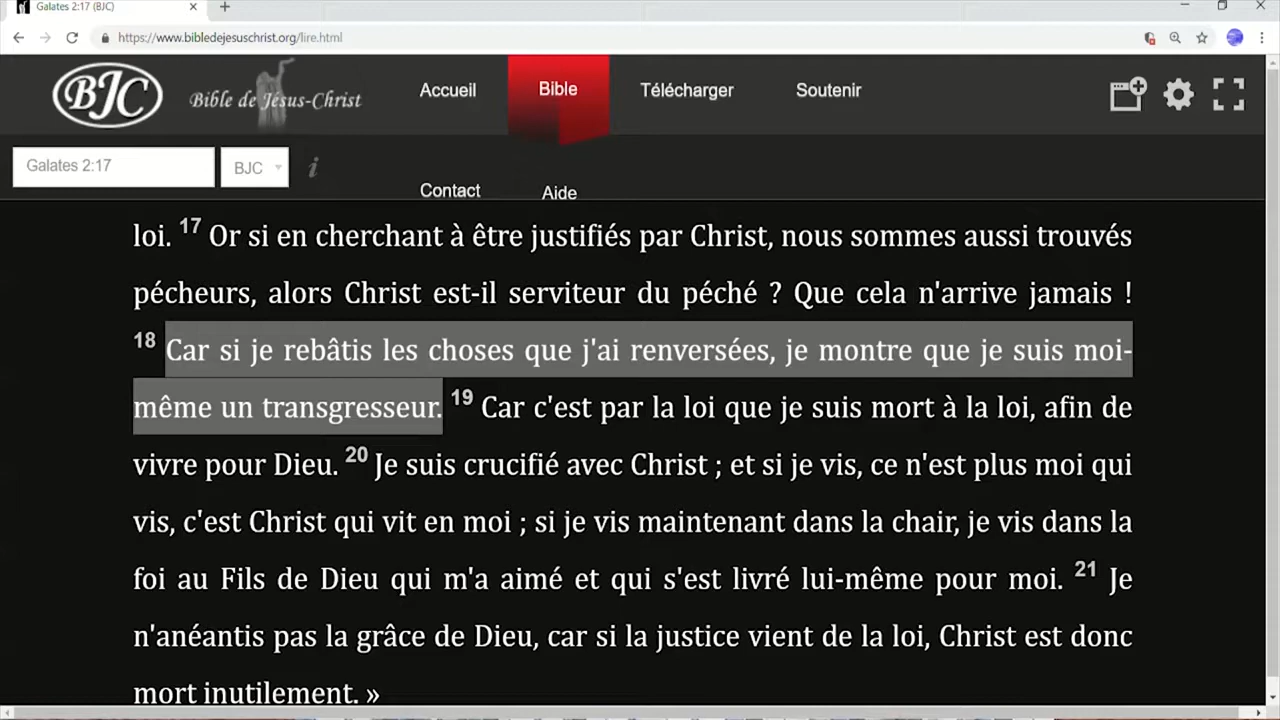 Galates 2:17 (BJC)
https://www.bibledejesuschrist.org/lire.html
BJC
Bible de Jésus-Christ
Accueil
Bible
Télécharger
Soutenir
Galates 2:17
BJC
i
Contact
Aide
loi. 17 Or si en cherchant à être justifiés par Christ, nous sommes aussi trouvés
pécheurs, alors Christ est-il serviteur du péché ? Que cela n'arrive jamais !
18 Car si je rebâtis les choses que j'ai renversées, je montre que je suis moi-
même un transgresseur. 19 Car c'est par la loi que je suis mort à la loi, afin de
vivre pour Dieu. 20 Je suis crucifié avec Christ ; et si je vis, ce n'est plus moi qui
vis, c'est Christ qui vit en moi ; si je vis maintenant dans la chair, je vis dans la
foi au Fils de Dieu qui m'a aimé et qui s'est livré lui-même pour moi. 21 Je
n'anéantis pas la grâce de Dieu, car si la justice vient de la loi, Christ est donc
mort inutilement. »